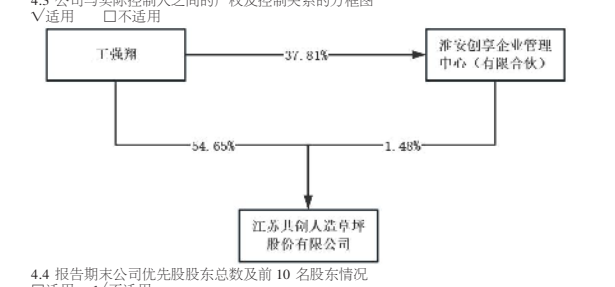 4.3 公司与实际控制人之间的产权及控制关系的方框图
√适用 □不适用
王强翔
37.81%
淮安创享企业管理
中心（有限合伙）
54.65%
1.48%
江苏共创人造草坪
股份有限公司
4.4 报告期末公司优先股股东总数及前 10 名股东情况
□适用 √不适用